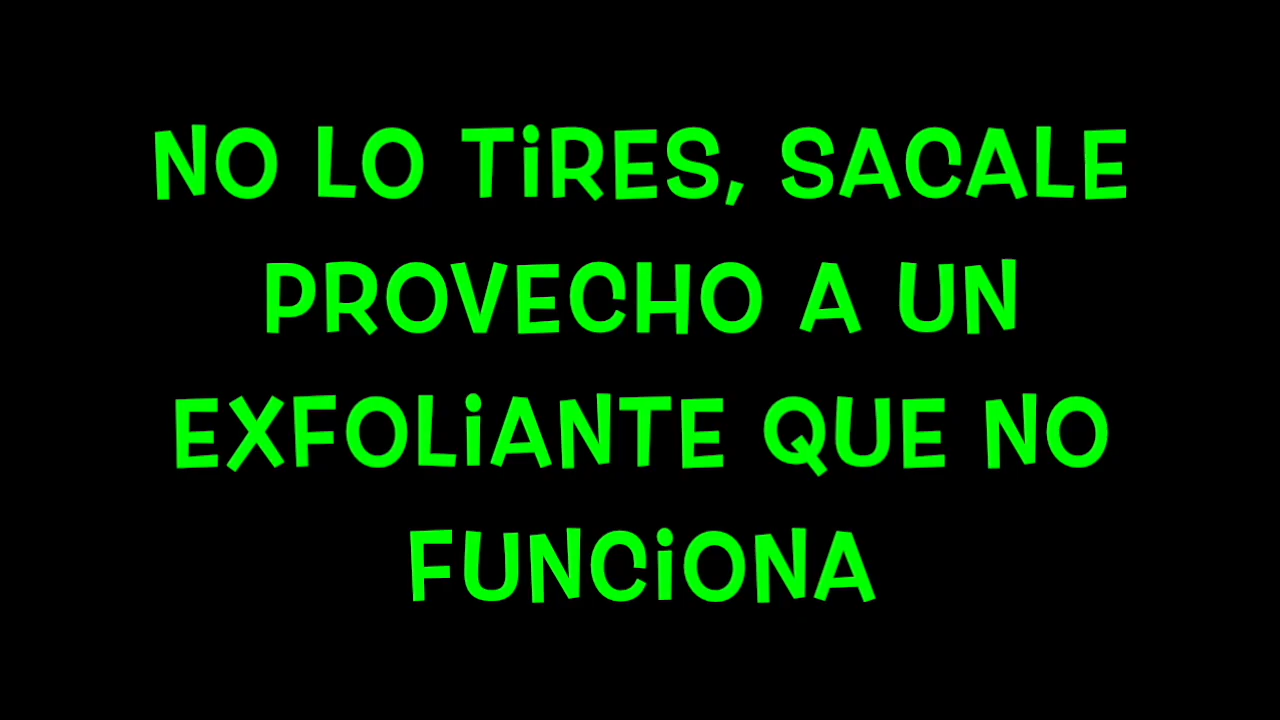 NO LO TiRES, SACALE
PROVECHO A UN
EXFOLiANTE QUE NO
FUNCiONA